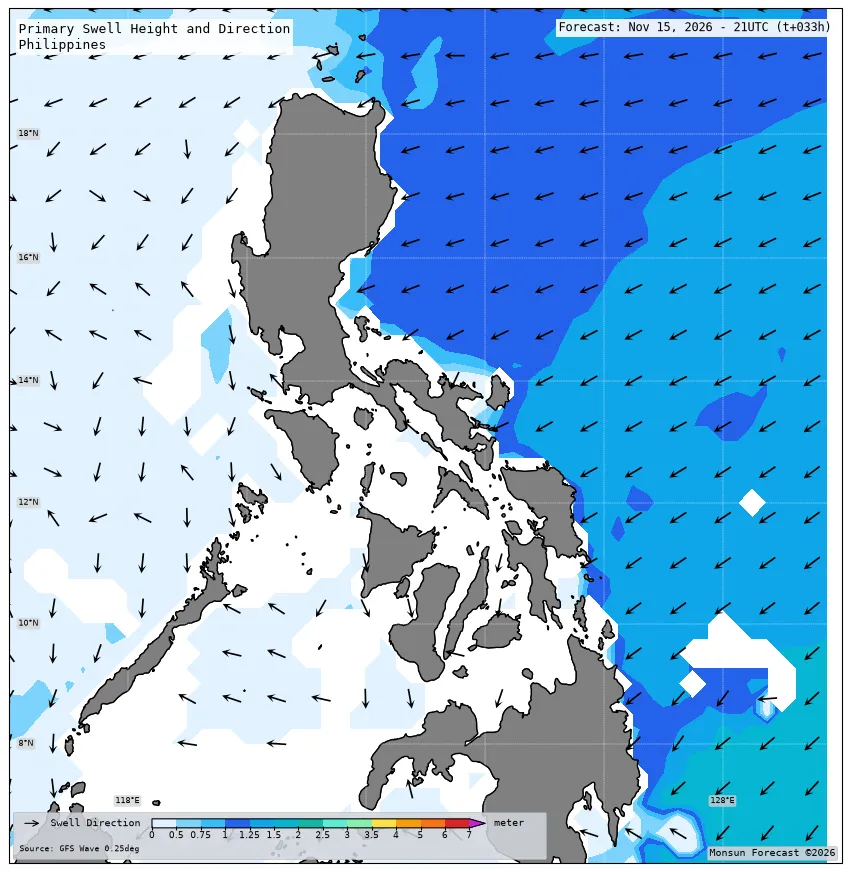 Primary Swell Height and Direction
Philippines
Forecast: Nov 15, 2026 - 21UTC (t+033h)
18°N
16°N
14°N
12°N
10°N
8°N
118°E
128°E
Swell Direction
0 0.5 0.75 1 1.25 1.5 2 2.5 3 3.5 4 5 6 7
meter
Source: GFS Wave 0.25deg
Monsun Forecast ©2026